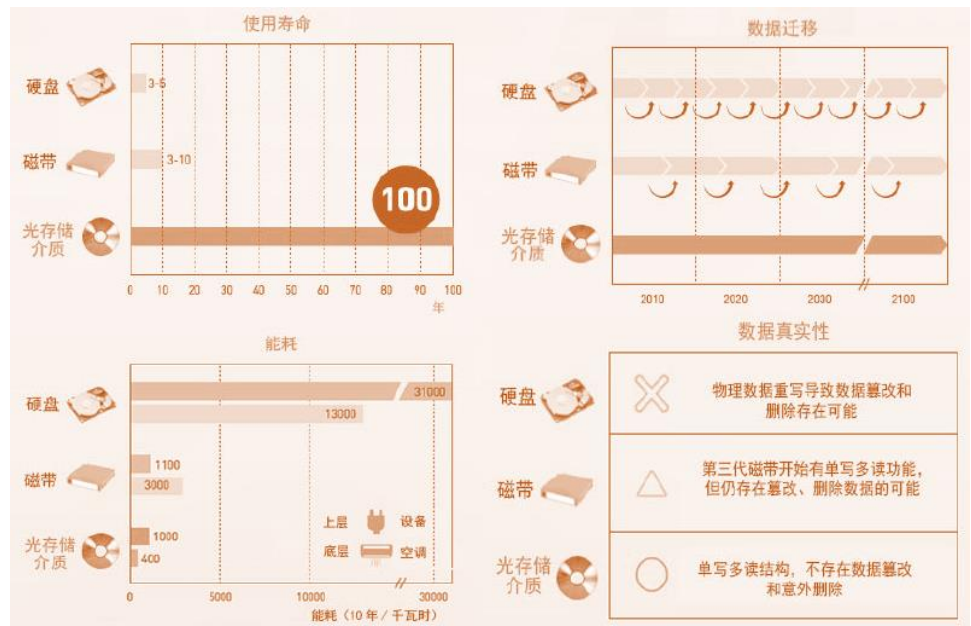 使用寿命
硬盘
3-5
磁带
3-10
100
光存储
介质
0 10 20 30 40 50 60 70 80 90 100
年
数据迁移
硬盘
磁带
光存储
介质
2010 2020 2030 2100
能耗
硬盘
31000
13000
磁带
1100
3000
光存储
介质
1000
400
上层 设备
底层 空调
0 5000 10000 30000
能耗（10 年 / 千瓦时）
数据真实性
硬盘
物理数据重写导致数据篡改和
删除存在可能
磁带
第三代磁带开始有单写多读功能，
但仍存在篡改、删除数据的可能
光存储
介质
单写多读结构，不存在数据篡改
和意外删除